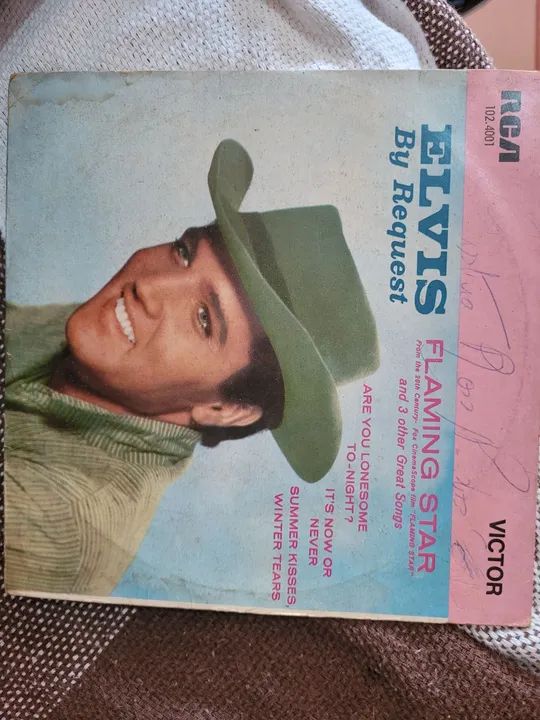 RCA
102.4001
VICTOR
ELVIS
By Request
FLAMING STAR
From the 20th Century-Fox CinemaScope film "FLAMING STAR"
and 3 other Great Songs
ARE YOU LONESOME
TO-NIGHT?
IT'S NOW OR
NEVER
SUMMER KISSES,
WINTER TEARS